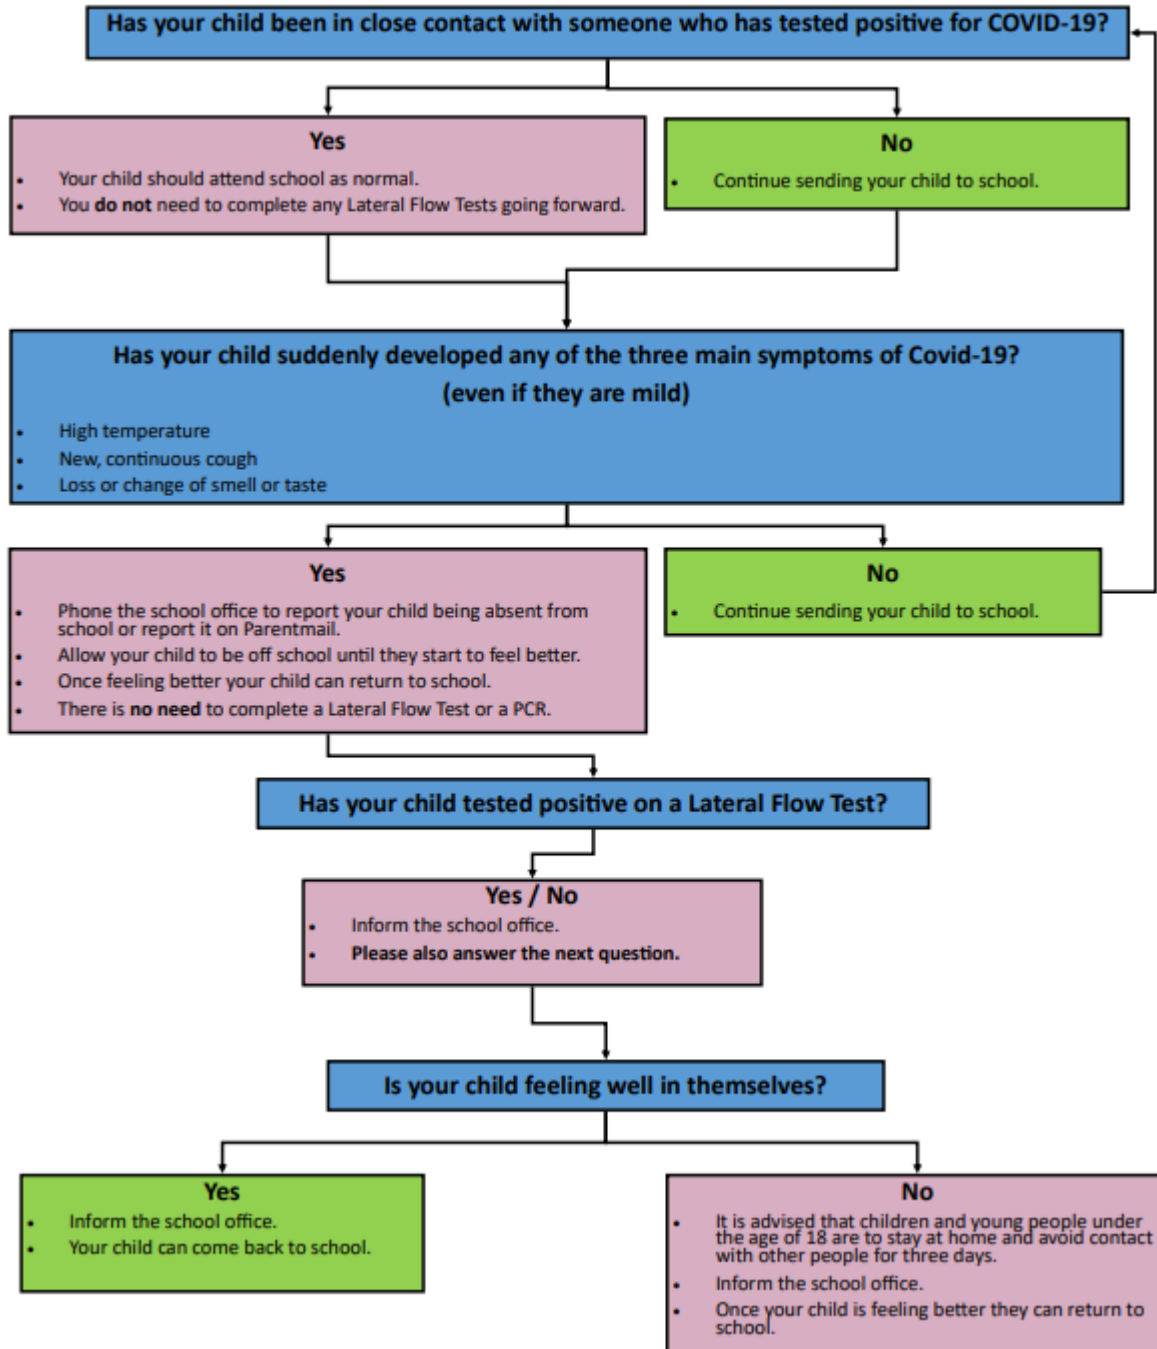 Has your child been in close contact with someone who has tested positive for COVID-19?
Yes
• Your child should attend school as normal.
• You do not need to complete any Lateral Flow Tests going forward.
No
• Continue sending your child to school.
Has your child suddenly developed any of the three main symptoms of Covid-19?
(even if they are mild)
• High temperature
• New, continuous cough
• Loss or change of smell or taste
Yes
• Phone the school office to report your child being absent from
school or report it on Parentmail.
• Allow your child to be off school until they start to feel better.
• Once feeling better your child can return to school.
• There is no need to complete a Lateral Flow Test or a PCR.
No
• Continue sending your child to school.
Has your child tested positive on a Lateral Flow Test?
Yes / No
• Inform the school office.
• Please also answer the next question.
Is your child feeling well in themselves?
Yes
• Inform the school office.
• Your child can come back to school.
No
• It is advised that children and young people under
the age of 18 are to stay at home and avoid contact
with other people for three days.
• Inform the school office.
• Once your child is feeling better they can return to
school.